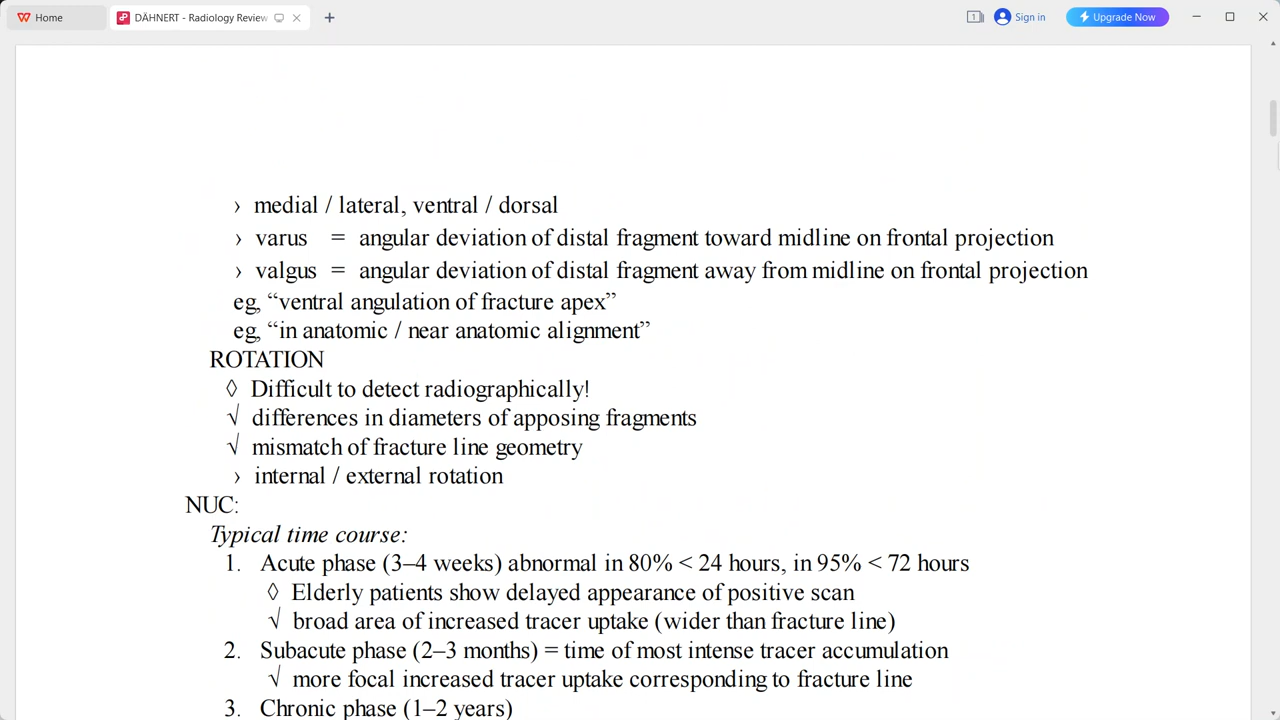 Home
DÄHNERT - Radiology Review
1
Sign in
Upgrade Now
› medial / lateral, ventral / dorsal
› varus = angular deviation of distal fragment toward midline on frontal projection
› valgus = angular deviation of distal fragment away from midline on frontal projection
eg, “ventral angulation of fracture apex”
eg, “in anatomic / near anatomic alignment”
ROTATION
◊ Difficult to detect radiographically!
√ differences in diameters of apposing fragments
√ mismatch of fracture line geometry
› internal / external rotation
NUC:
Typical time course:
1. Acute phase (3–4 weeks) abnormal in 80% < 24 hours, in 95% < 72 hours
◊ Elderly patients show delayed appearance of positive scan
√ broad area of increased tracer uptake (wider than fracture line)
2. Subacute phase (2–3 months) = time of most intense tracer accumulation
√ more focal increased tracer uptake corresponding to fracture line
3. Chronic phase (1–2 years)